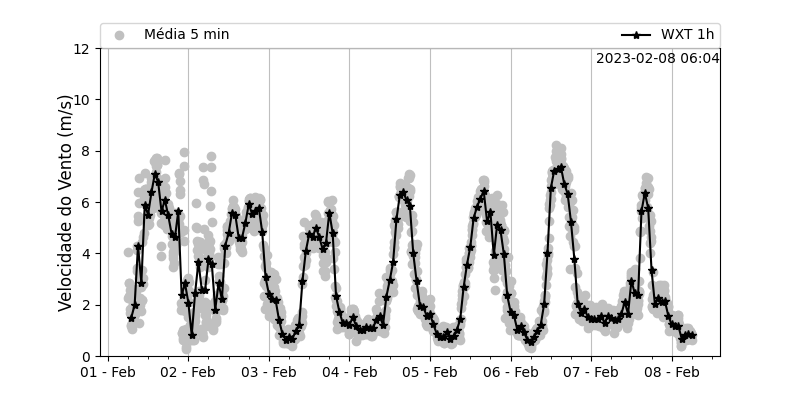 Média 5 min
WXT 1h
2023-02-08 06:04
Velocidade do Vento (m/s)
12
10
8
6
4
2
0
01 - Feb
02 - Feb
03 - Feb
04 - Feb
05 - Feb
06 - Feb
07 - Feb
08 - Feb